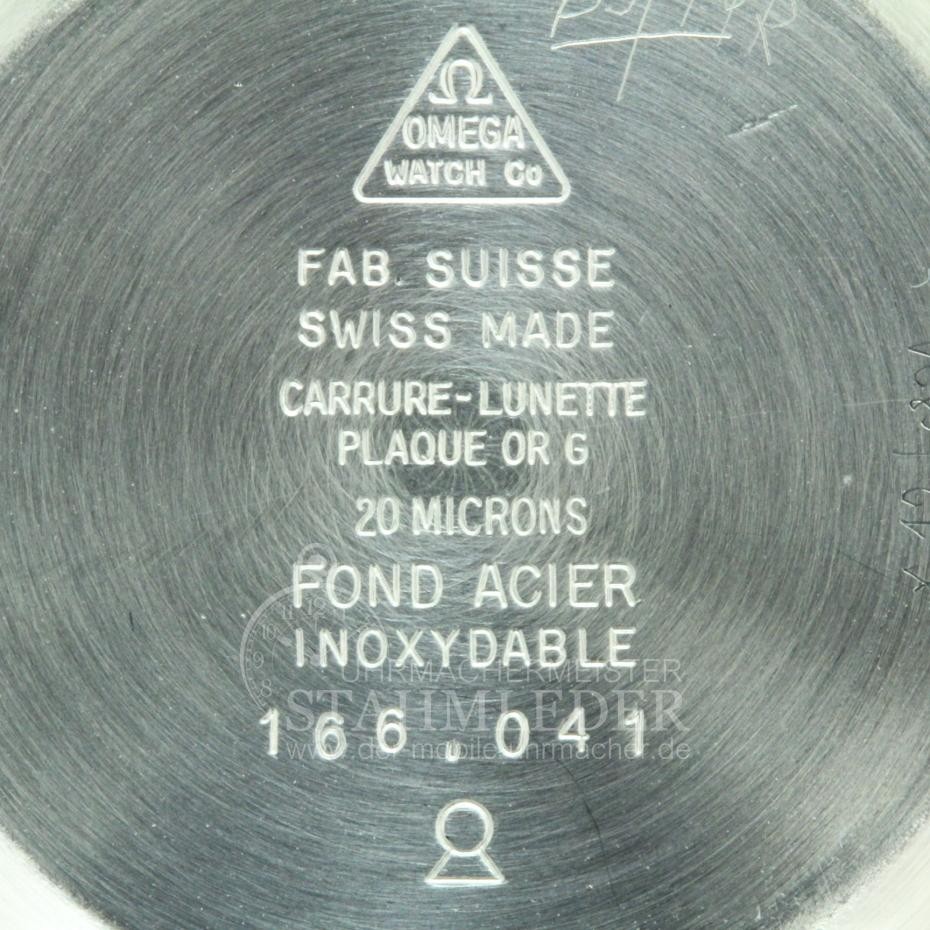 Ω
OMEGA
WATCH Co
FAB. SUISSE
SWISS MADE
CARRURE-LUNETTE
PLAQUE OR G
20 MICRONS
FOND ACIER
INOXYDABLE
UHRMACHERMEISTER
STAHMLEDER
166.041
www.der-mobile-uhrmacher.de